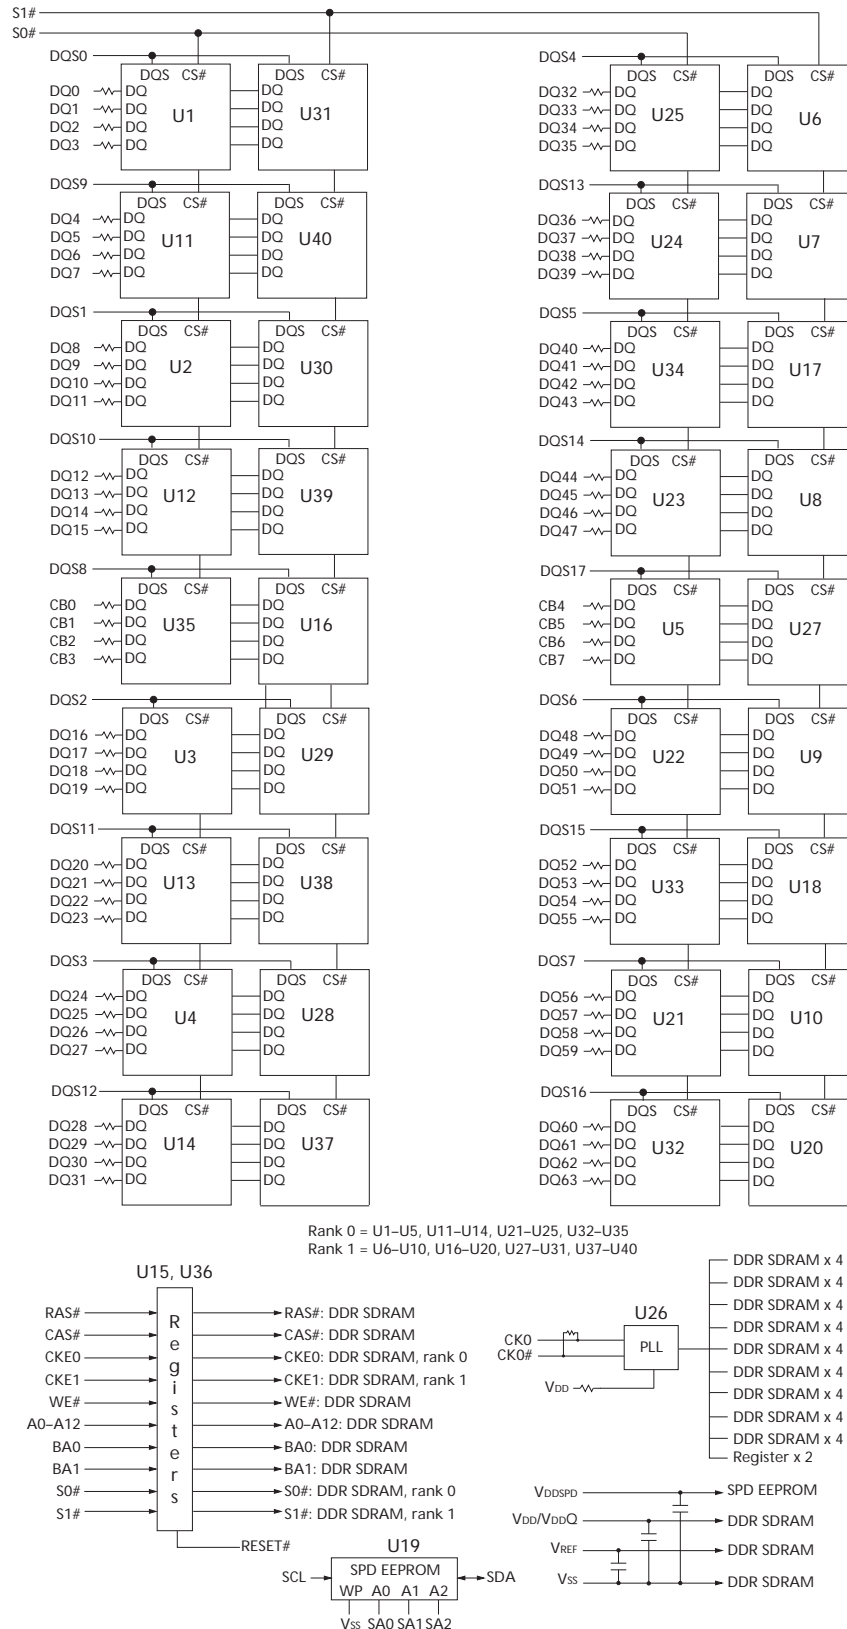 S1#
S0#
DQS0
DQS CS# DQS CS#
DQ0 DQ DQ
DQ1 DQ U1 DQ U31
DQ2 DQ DQ
DQ3 DQ DQ
DQS9
DQS CS# DQS CS#
DQ4 DQ DQ
DQ5 DQ U11 DQ U40
DQ6 DQ DQ
DQ7 DQ DQ
DQS1
DQS CS# DQS CS#
DQ8 DQ DQ
DQ9 DQ U2 DQ U30
DQ10 DQ DQ
DQ11 DQ DQ
DQS10
DQS CS# DQS CS#
DQ12 DQ DQ
DQ13 DQ U12 DQ U39
DQ14 DQ DQ
DQ15 DQ DQ
DQS8
DQS CS# DQS CS#
CB0 DQ DQ
CB1 DQ U35 DQ U16
CB2 DQ DQ
CB3 DQ DQ
DQS2
DQS CS# DQS CS#
DQ16 DQ DQ
DQ17 DQ U3 DQ U29
DQ18 DQ DQ
DQ19 DQ DQ
DQS11
DQS CS# DQS CS#
DQ20 DQ DQ
DQ21 DQ U13 DQ U38
DQ22 DQ DQ
DQ23 DQ DQ
DQS3
DQS CS# DQS CS#
DQ24 DQ DQ
DQ25 DQ U4 DQ U28
DQ26 DQ DQ
DQ27 DQ DQ
DQS12
DQS CS# DQS CS#
DQ28 DQ DQ
DQ29 DQ U14 DQ U37
DQ30 DQ DQ
DQ31 DQ DQ
DQS4
DQS CS# DQS CS#
DQ32 DQ DQ
DQ33 DQ U25 DQ U6
DQ34 DQ DQ
DQ35 DQ DQ
DQS13
DQS CS# DQS CS#
DQ36 DQ DQ
DQ37 DQ U24 DQ U7
DQ38 DQ DQ
DQ39 DQ DQ
DQS5
DQS CS# DQS CS#
DQ40 DQ DQ
DQ41 DQ U34 DQ U17
DQ42 DQ DQ
DQ43 DQ DQ
DQS14
DQS CS# DQS CS#
DQ44 DQ DQ
DQ45 DQ U23 DQ U8
DQ46 DQ DQ
DQ47 DQ DQ
DQS17
DQS CS# DQS CS#
CB4 DQ DQ
CB5 DQ U5 DQ U27
CB6 DQ DQ
CB7 DQ DQ
DQS6
DQS CS# DQS CS#
DQ48 DQ DQ
DQ49 DQ U22 DQ U9
DQ50 DQ DQ
DQ51 DQ DQ
DQS15
DQS CS# DQS CS#
DQ52 DQ DQ
DQ53 DQ U33 DQ U18
DQ54 DQ DQ
DQ55 DQ DQ
DQS7
DQS CS# DQS CS#
DQ56 DQ DQ
DQ57 DQ U21 DQ U10
DQ58 DQ DQ
DQ59 DQ DQ
DQS16
DQS CS# DQS CS#
DQ60 DQ DQ
DQ61 DQ U32 DQ U20
DQ62 DQ DQ
DQ63 DQ DQ
Rank 0 = U1–U5, U11–U14, U21–U25, U32–U35
Rank 1 = U6–U10, U16–U20, U27–U31, U37–U40
U15, U36
Registers
RAS# RAS#: DDR SDRAM
CAS# CAS#: DDR SDRAM
CKE0 CKE0: DDR SDRAM, rank 0
CKE1 CKE1: DDR SDRAM, rank 1
WE# WE#: DDR SDRAM
A0–A12 A0–A12: DDR SDRAM
BA0 BA0: DDR SDRAM
BA1 BA1: DDR SDRAM
S0# S0#: DDR SDRAM, rank 0
S1# S1#: DDR SDRAM, rank 1
RESET#
U19
SCL SPD EEPROM SDA
WP A0 A1 A2
VSS SA0 SA1 SA2
U26
CK0
CK0#
PLL
VDD
DDR SDRAM x 4
DDR SDRAM x 4
DDR SDRAM x 4
DDR SDRAM x 4
DDR SDRAM x 4
DDR SDRAM x 4
DDR SDRAM x 4
DDR SDRAM x 4
DDR SDRAM x 4
Register x 2
VDDSPD SPD EEPROM
VDD/VDDQ DDR SDRAM
VREF DDR SDRAM
VSS DDR SDRAM